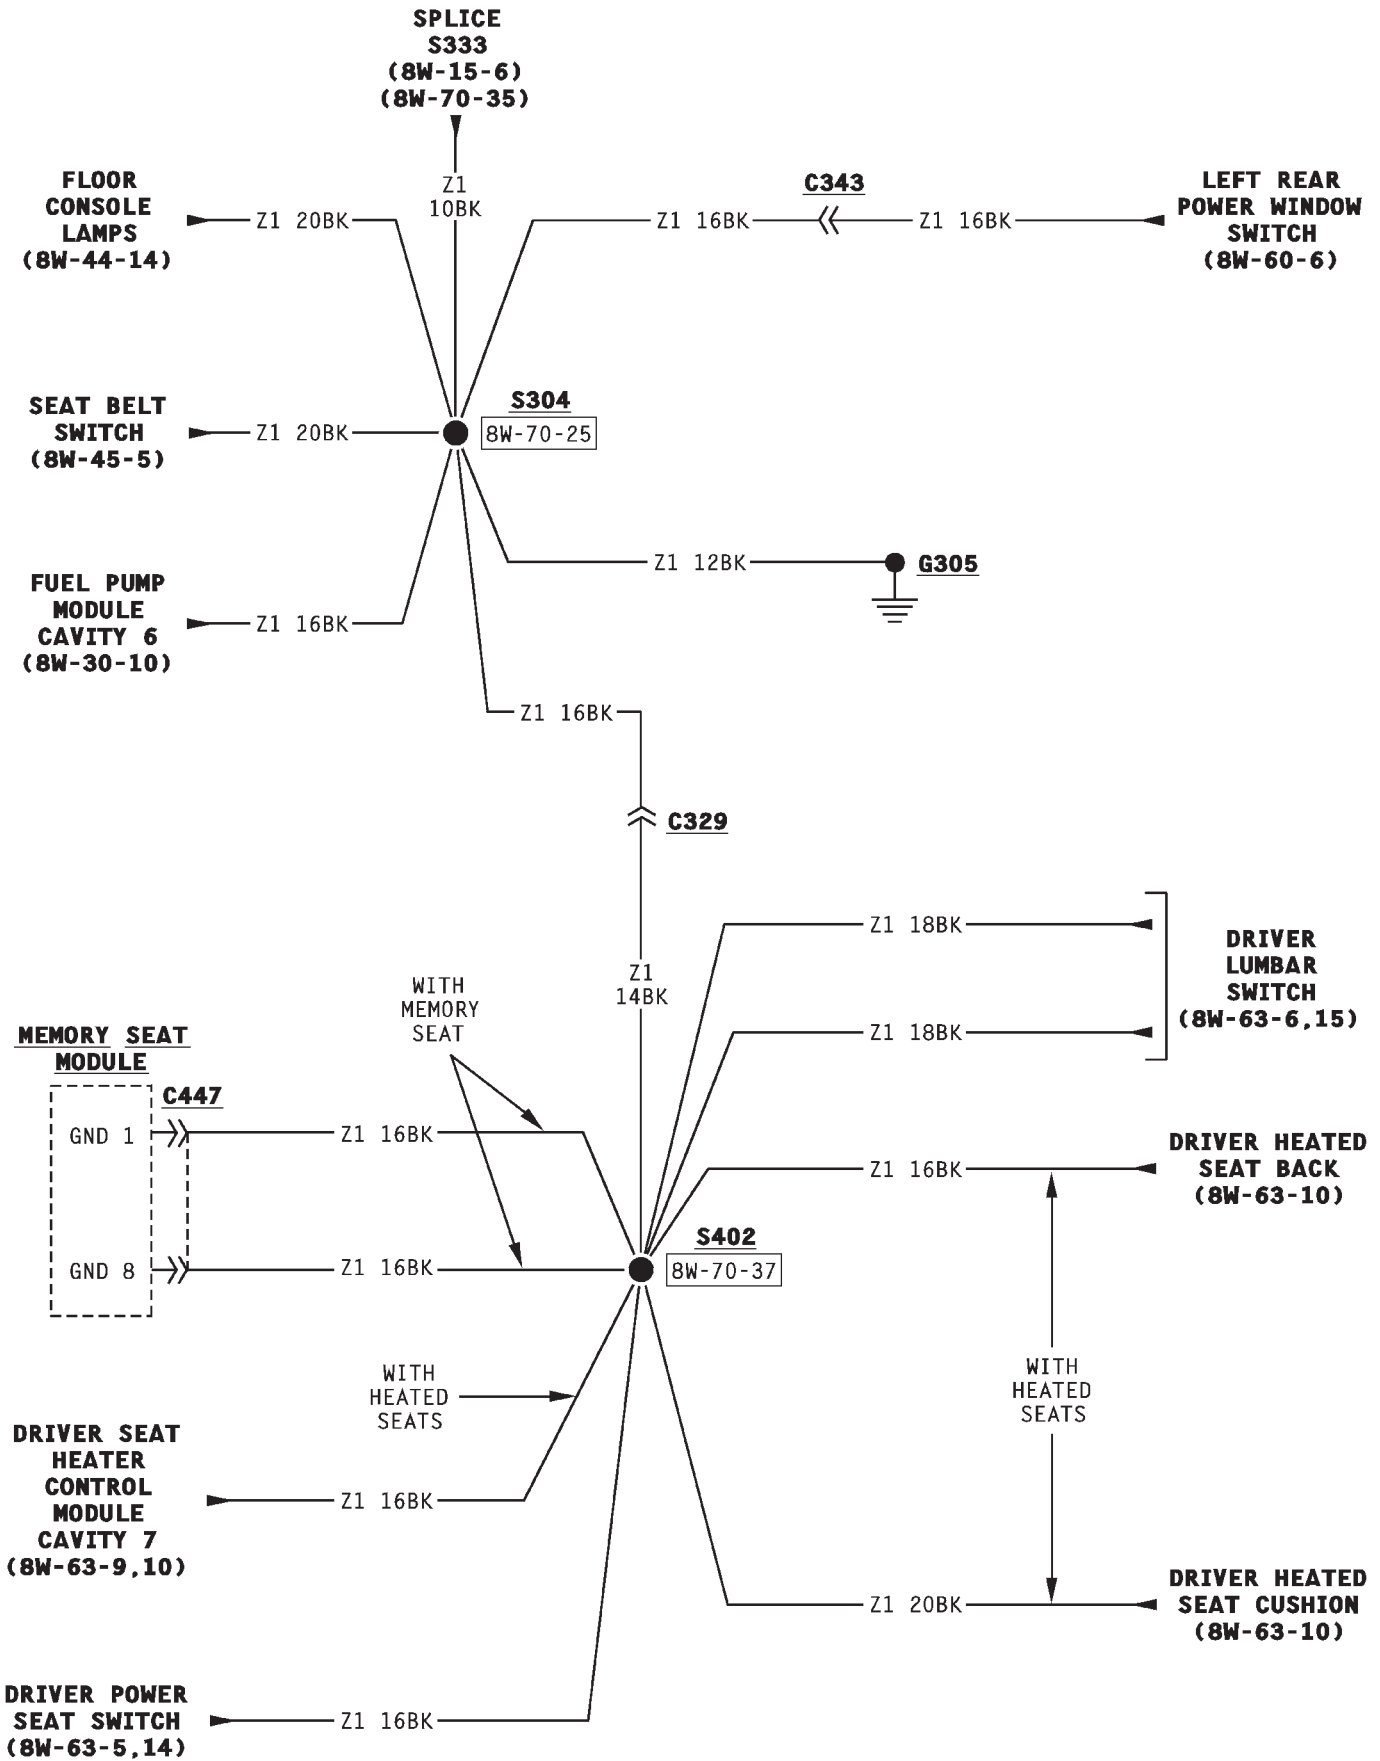 SPLICE
S333
(8W-15-6)
(8W-70-35)
Z1
10BK
FLOOR
CONSOLE
LAMPS
(8W-44-14)
Z1 20BK
Z1 16BK
C343
Z1 16BK
LEFT REAR
POWER WINDOW
SWITCH
(8W-60-6)
SEAT BELT
SWITCH
(8W-45-5)
Z1 20BK
S304
8W-70-25
Z1 12BK
G305
FUEL PUMP
MODULE
CAVITY 6
(8W-30-10)
Z1 16BK
Z1 16BK
C329
Z1
14BK
Z1 18BK
Z1 18BK
DRIVER
LUMBAR
SWITCH
(8W-63-6,15)
WITH
MEMORY
SEAT
MEMORY SEAT
MODULE
C447
GND 1
Z1 16BK
GND 8
Z1 16BK
Z1 16BK
DRIVER HEATED
SEAT BACK
(8W-63-10)
S402
8W-70-37
WITH
HEATED
SEATS
WITH
HEATED
SEATS
DRIVER SEAT
HEATER
CONTROL
MODULE
CAVITY 7
(8W-63-9,10)
Z1 16BK
Z1 20BK
DRIVER HEATED
SEAT CUSHION
(8W-63-10)
DRIVER POWER
SEAT SWITCH
(8W-63-5,14)
Z1 16BK